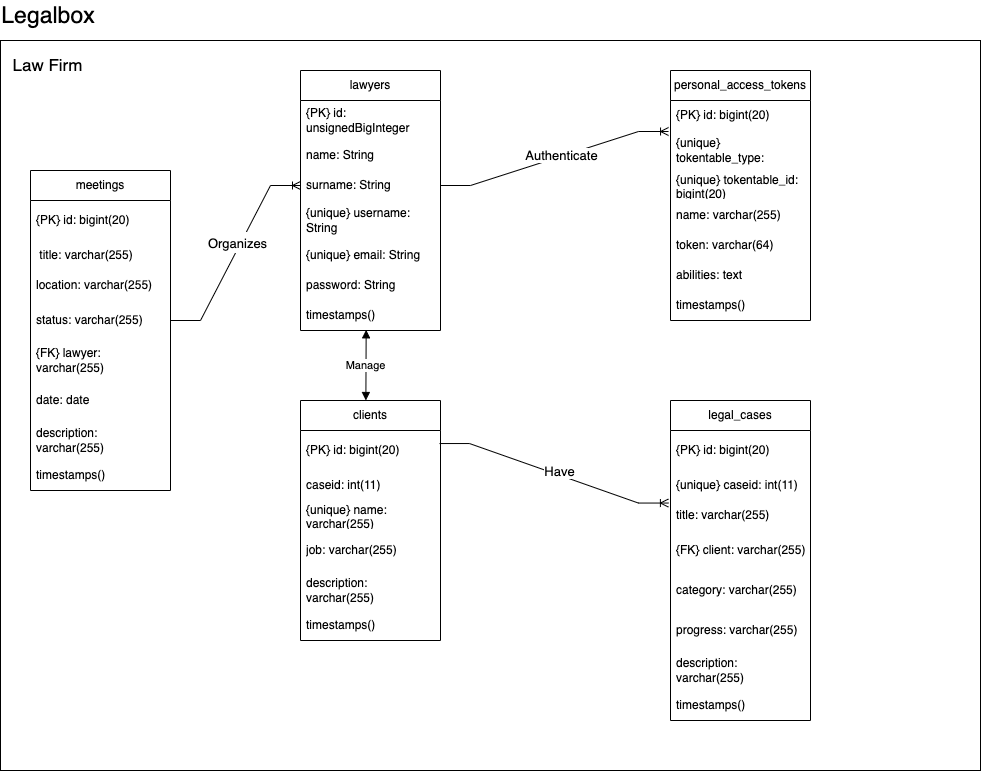 Legalbox
Law Firm
meetings
{PK} id: bigint(20)
title: varchar(255)
location: varchar(255)
status: varchar(255)
{FK} lawyer:
varchar(255)
date: date
description:
varchar(255)
timestamps()
Organizes
lawyers
{PK} id:
unsignedBigInteger
name: String
surname: String
{unique} username:
String
{unique} email: String
password: String
timestamps()
Manage
clients
{PK} id: bigint(20)
caseid: int(11)
{unique} name:
varchar(255)
job: varchar(255)
description:
varchar(255)
timestamps()
Authenticate
personal_access_tokens
{PK} id: bigint(20)
{unique}
tokentable_type:
{unique} tokentable_id:
bigint(20)
name: varchar(255)
token: varchar(64)
abilities: text
timestamps()
Have
legal_cases
{PK} id: bigint(20)
{unique} caseid: int(11)
title: varchar(255)
{FK} client: varchar(255)
category: varchar(255)
progress: varchar(255)
description:
varchar(255)
timestamps()